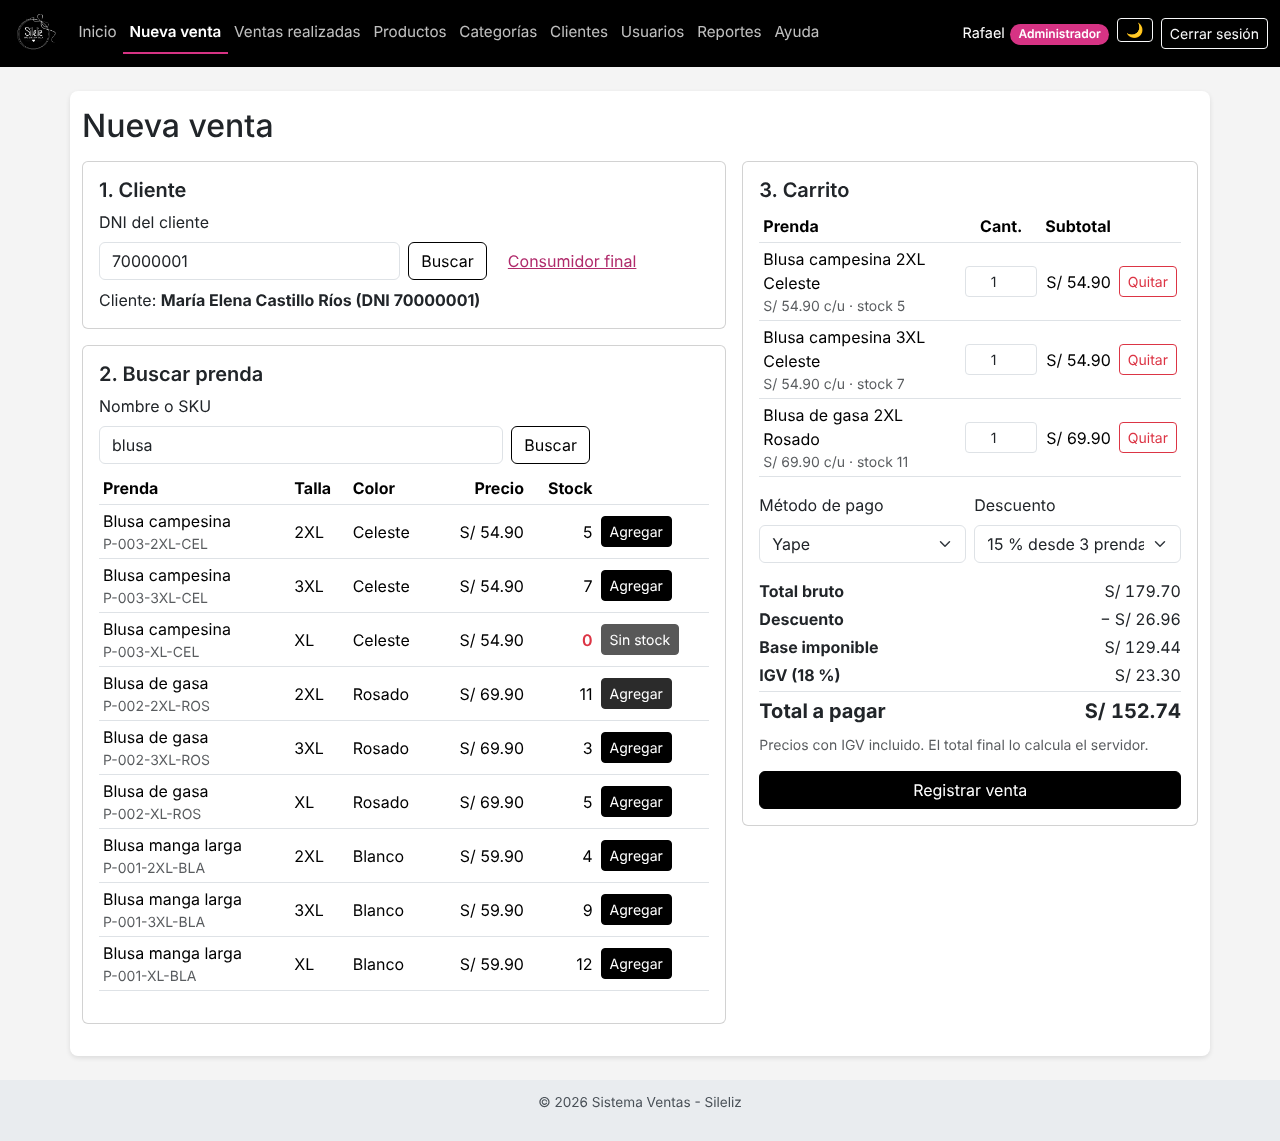 Sileliz
Inicio Nueva venta Ventas realizadas Productos Categorías Clientes Usuarios Reportes Ayuda
Rafael Administrador Cerrar sesión
Nueva venta
1. Cliente
DNI del cliente
70000001 Buscar Consumidor final
Cliente: María Elena Castillo Ríos (DNI 70000001)
2. Buscar prenda
Nombre o SKU
blusa Buscar
Prenda Talla Color Precio Stock
Blusa campesina
P-003-2XL-CEL
2XL Celeste S/ 54.90 5 Agregar
Blusa campesina
P-003-3XL-CEL
3XL Celeste S/ 54.90 7 Agregar
Blusa campesina
P-003-XL-CEL
XL Celeste S/ 54.90 0 Sin stock
Blusa de gasa
P-002-2XL-ROS
2XL Rosado S/ 69.90 11 Agregar
Blusa de gasa
P-002-3XL-ROS
3XL Rosado S/ 69.90 3 Agregar
Blusa de gasa
P-002-XL-ROS
XL Rosado S/ 69.90 5 Agregar
Blusa manga larga
P-001-2XL-BLA
2XL Blanco S/ 59.90 4 Agregar
Blusa manga larga
P-001-3XL-BLA
3XL Blanco S/ 59.90 9 Agregar
Blusa manga larga
P-001-XL-BLA
XL Blanco S/ 59.90 12 Agregar
3. Carrito
Prenda Cant. Subtotal
Blusa campesina 2XL
Celeste
S/ 54.90 c/u · stock 5
1 S/ 54.90 Quitar
Blusa campesina 3XL
Celeste
S/ 54.90 c/u · stock 7
1 S/ 54.90 Quitar
Blusa de gasa 2XL
Rosado
S/ 69.90 c/u · stock 11
1 S/ 69.90 Quitar
Método de pago Descuento
Yape 15 % desde 3 prenda
Total bruto S/ 179.70
Descuento − S/ 26.96
Base imponible S/ 129.44
IGV (18 %) S/ 23.30
Total a pagar S/ 152.74
Precios con IGV incluido. El total final lo calcula el servidor.
Registrar venta
© 2026 Sistema Ventas - Sileliz